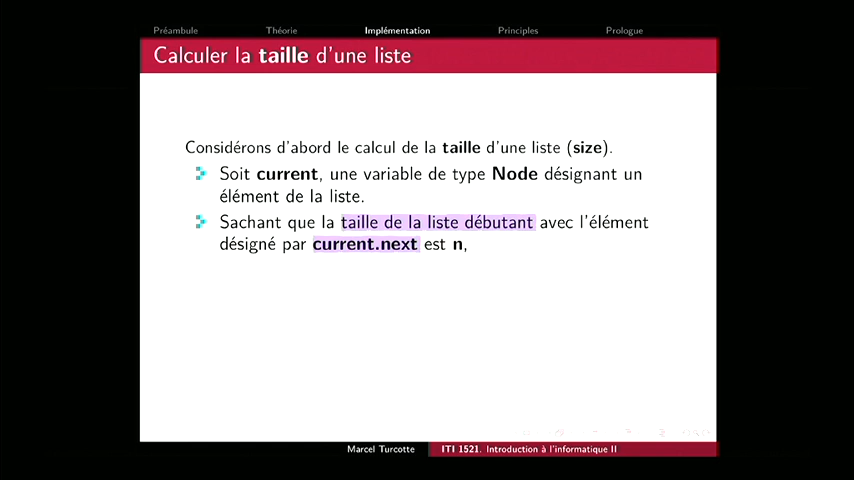 Préambule Théorie Implémentation Principles Prologue
Calculer la taille d'une liste
Considérons d'abord le calcul de la taille d'une liste (size).
Soit current, une variable de type Node désignant un
élément de la liste.
Sachant que la taille de la liste débutant avec l'élément
désigné par current.next est n,
Marcel Turcotte ITI 1521. Introduction à l'informatique II